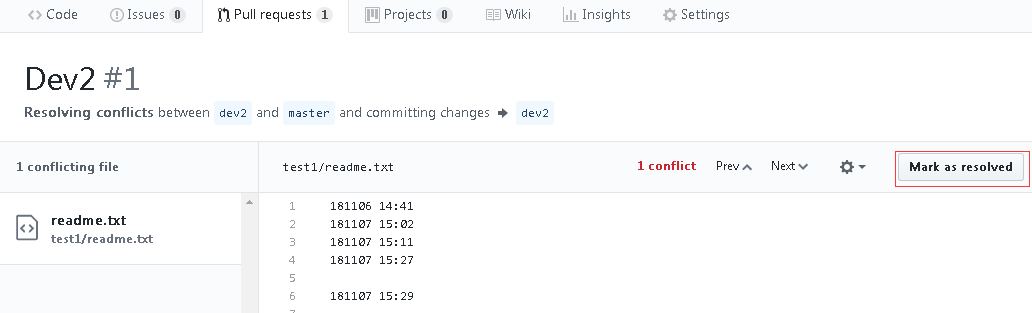 Code Issues 0 Pull requests 1 Projects 0 Wiki Insights Settings
Dev2 #1
Resolving conflicts between dev2 and master and committing changes → dev2
1 conflicting file
test1/readme.txt 1 conflict Prev Next Mark as resolved
readme.txt
test1/readme.txt
1 181106 14:41
2 181107 15:02
3 181107 15:11
4 181107 15:27
5
6 181107 15:29